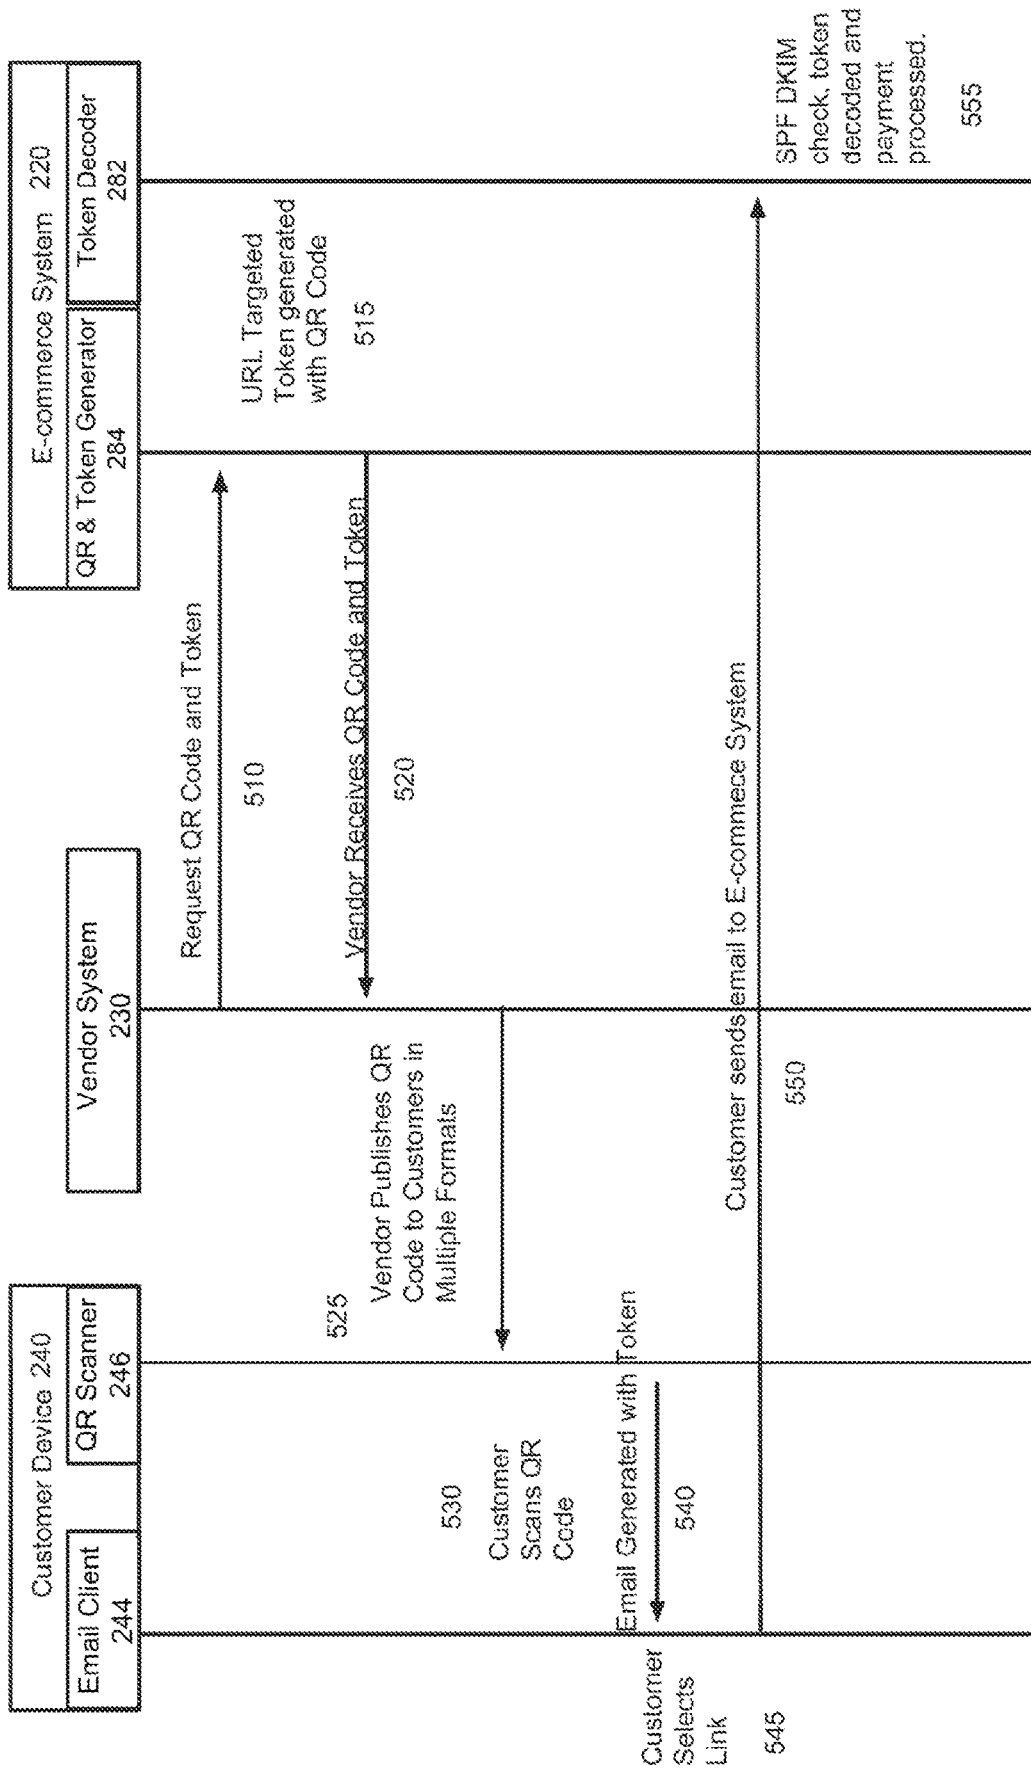 Customer Device 240
Email Client
244
QR Scanner
246
Vendor System
230
E-commerce System 220
QR & Token Generator
284
Token Decoder
282
Request QR Code and Token
510
URL Targeted
Token generated
with QR Code
515
Vendor Receives QR Code and Token
520
525
Vendor Publishes QR
Code to Customers in
Multiple Formats
530
Customer
Scans QR
Code
Email Generated with Token
540
Customer
Selects
Link
545
Customer sends email to E-commece System
550
SPF DKIM
check, token
decoded and
payment
processed.
555